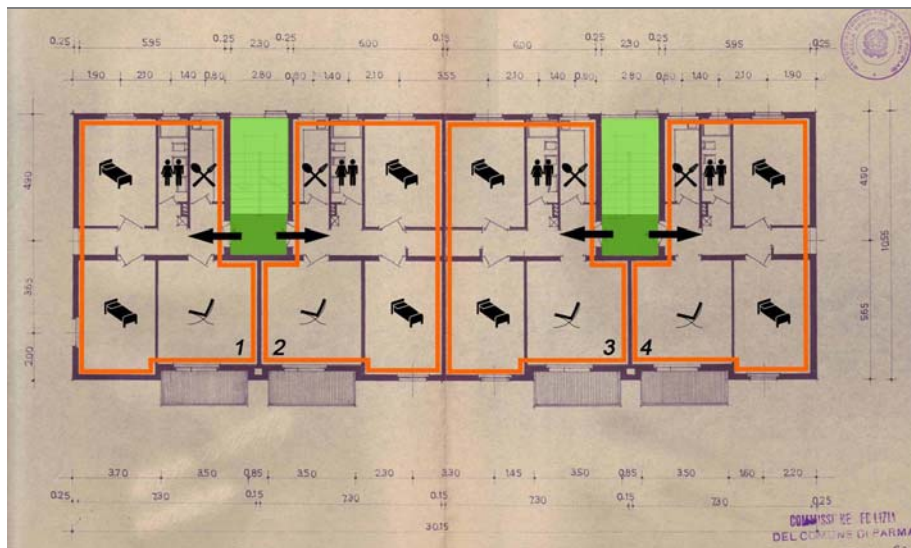 0.25 5.95 0.25 2.30 0.25 6.00 0.15 6.00 0.25 2.30 0.25 5.95 0.25
1.90 2.10 1.40 0.80 2.80 0.80 1.40 2.10 3.55 2.10 1.40 0.80 2.80 0.80 1.40 2.10 1.90
4.90 4.90
10.55
3.65 5.65
2.00
1 2 3 4
3.70 3.50 0.85 3.50 2.30 3.30 1.45 3.50 0.85 3.50 1.60 2.20
0.25 7.30 0.15 7.30 0.15 7.30 0.15 7.30 0.25
30.15
COMMISSIONE EDILIZIA
DEL COMUNE DI PARMA